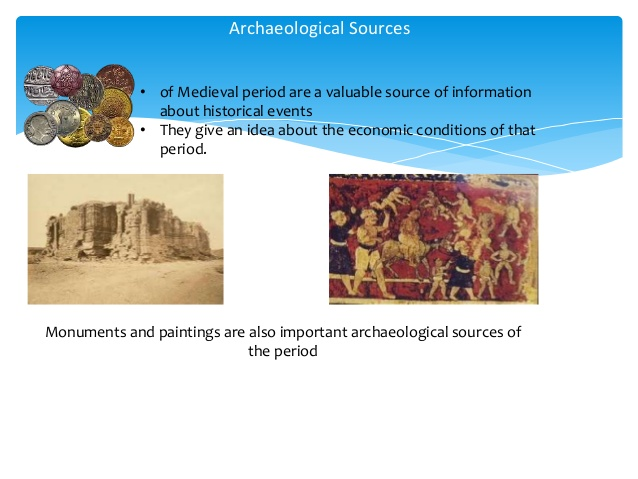 Archaeological Sources
• of Medieval period are a valuable source of information
about historical events
• They give an idea about the economic conditions of that
period.
Monuments and paintings are also important archaeological sources of
the period